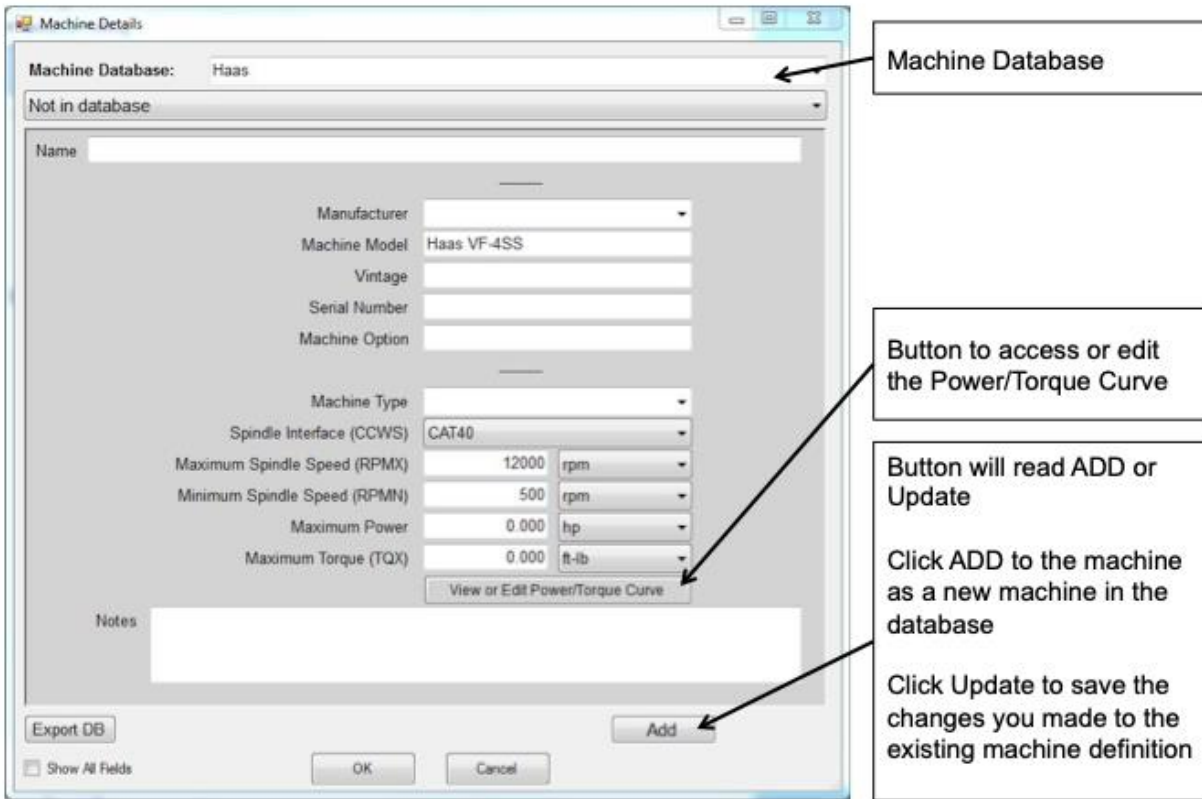 Machine Details
Machine Database: Haas
Not in database
Name
Manufacturer
Machine Model Haas VF-4SS
Vintage
Serial Number
Machine Option
Machine Type
Spindle Interface (CCWS) CAT40
Maximum Spindle Speed (RPMX) 12000 rpm
Minimum Spindle Speed (RPMN) 500 rpm
Maximum Power 0.000 hp
Maximum Torque (TQX) 0.000 ft-lb
View or Edit Power/Torque Curve
Notes
Export DB
Add
Show All Fields
OK
Cancel
Machine Database
Button to access or edit
the Power/Torque Curve
Button will read ADD or
Update
Click ADD to the machine
as a new machine in the
database
Click Update to save the
changes you made to the
existing machine definition